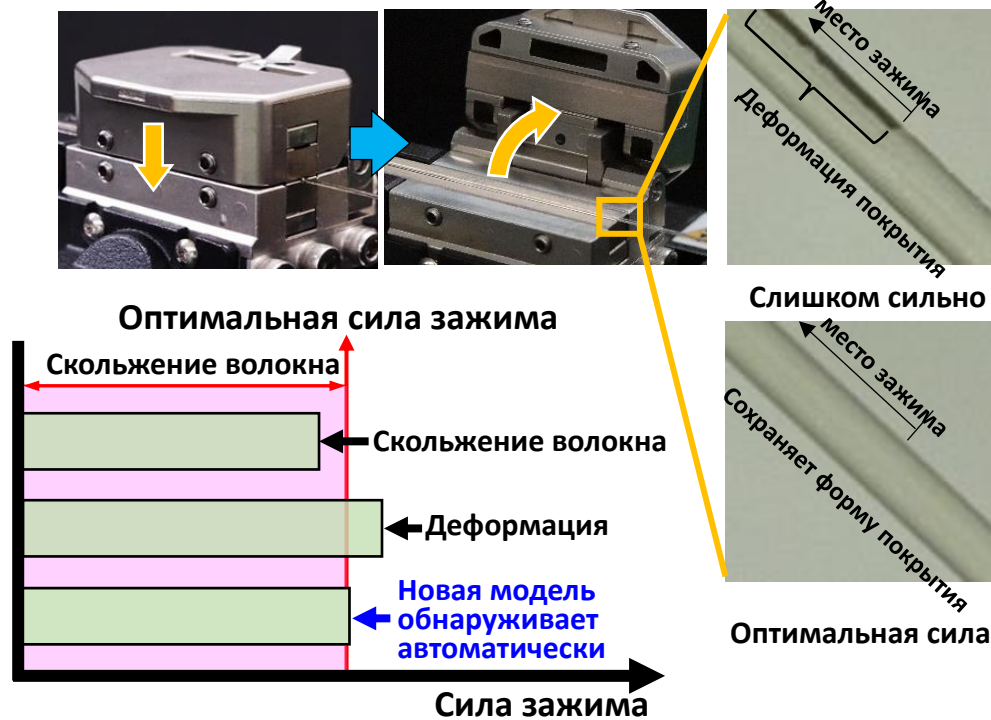 место зажима
Деформация покрытия
Слишком сильно
место зажима
Сохраняет форму покрытия
Оптимальная сила
Оптимальная сила зажима
Скольжение волокна
Скольжение волокна
Деформация
Новая модель
обнаруживает
автоматически
Сила зажима